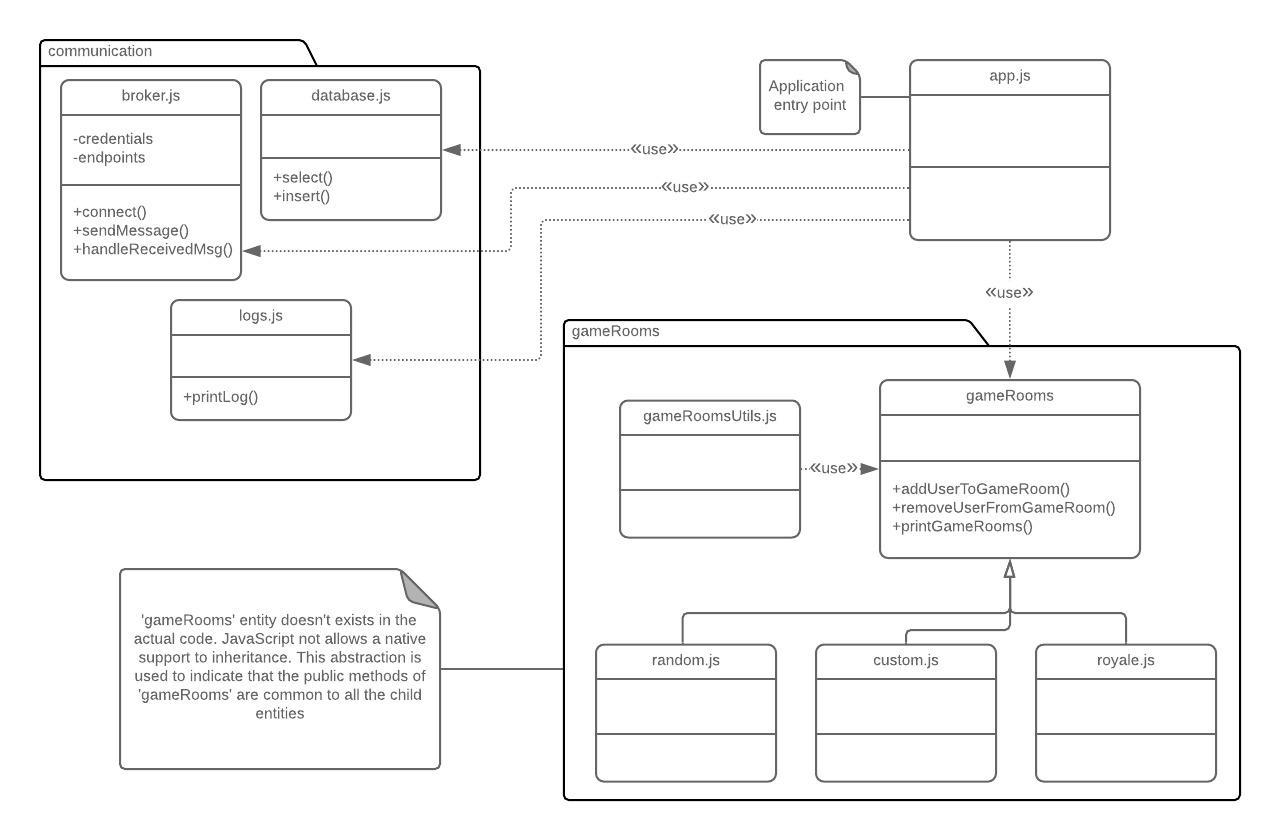 communication
broker.js
-credentials
-endpoints
+connect()
+sendMessage()
+handleReceivedMsg()
database.js
+select()
+insert()
logs.js
+printLog()
Application
entry point
app.js
«use»
«use»
«use»
«use»
gameRooms
gameRoomsUtils.js
«use»
gameRooms
+addUserToGameRoom()
+removeUserFromGameRoom()
+printGameRooms()
random.js
custom.js
royale.js
'gameRooms' entity doesn't exists in the
actual code. JavaScript not allows a native
support to inheritance. This abstraction is
used to indicate that the public methods of
'gameRooms' are common to all the child
entities